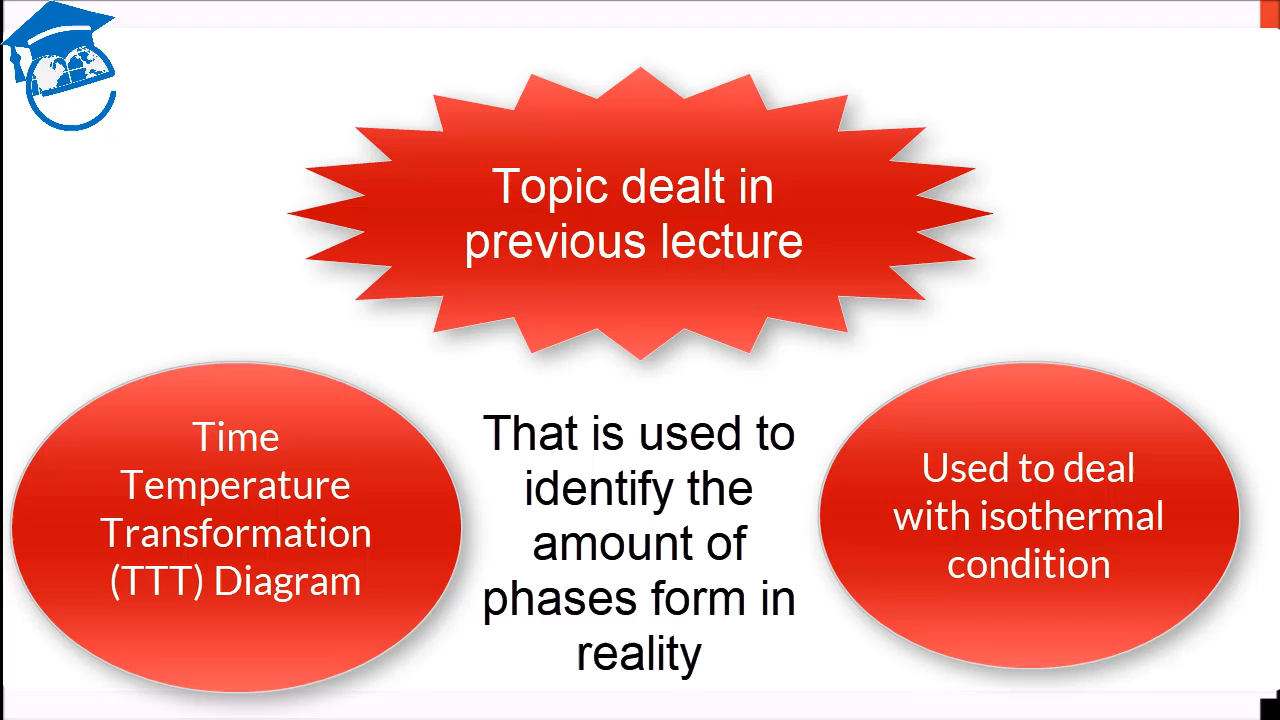 Topic dealt in
previous lecture
Time
Temperature
Transformation
(TTT) Diagram
That is used to
identify the
amount of
phases form in
reality
Used to deal
with isothermal
condition